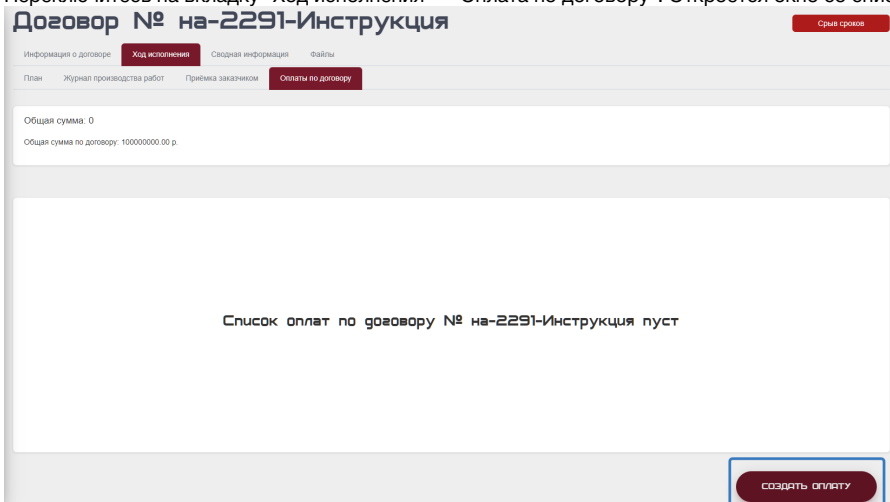 Договор № на-2291-Инструкция
Срыв сроков
Информация о договоре Ход исполнения Сводная информация Файлы
План Журнал производства работ Приёмка заказчиком Оплаты по договору
Общая сумма: 0
Общая сумма по договору: 100000000.00 р.
Список оплат по договору № на-2291-Инструкция пуст
СОЗДАТЬ ОПЛАТУ